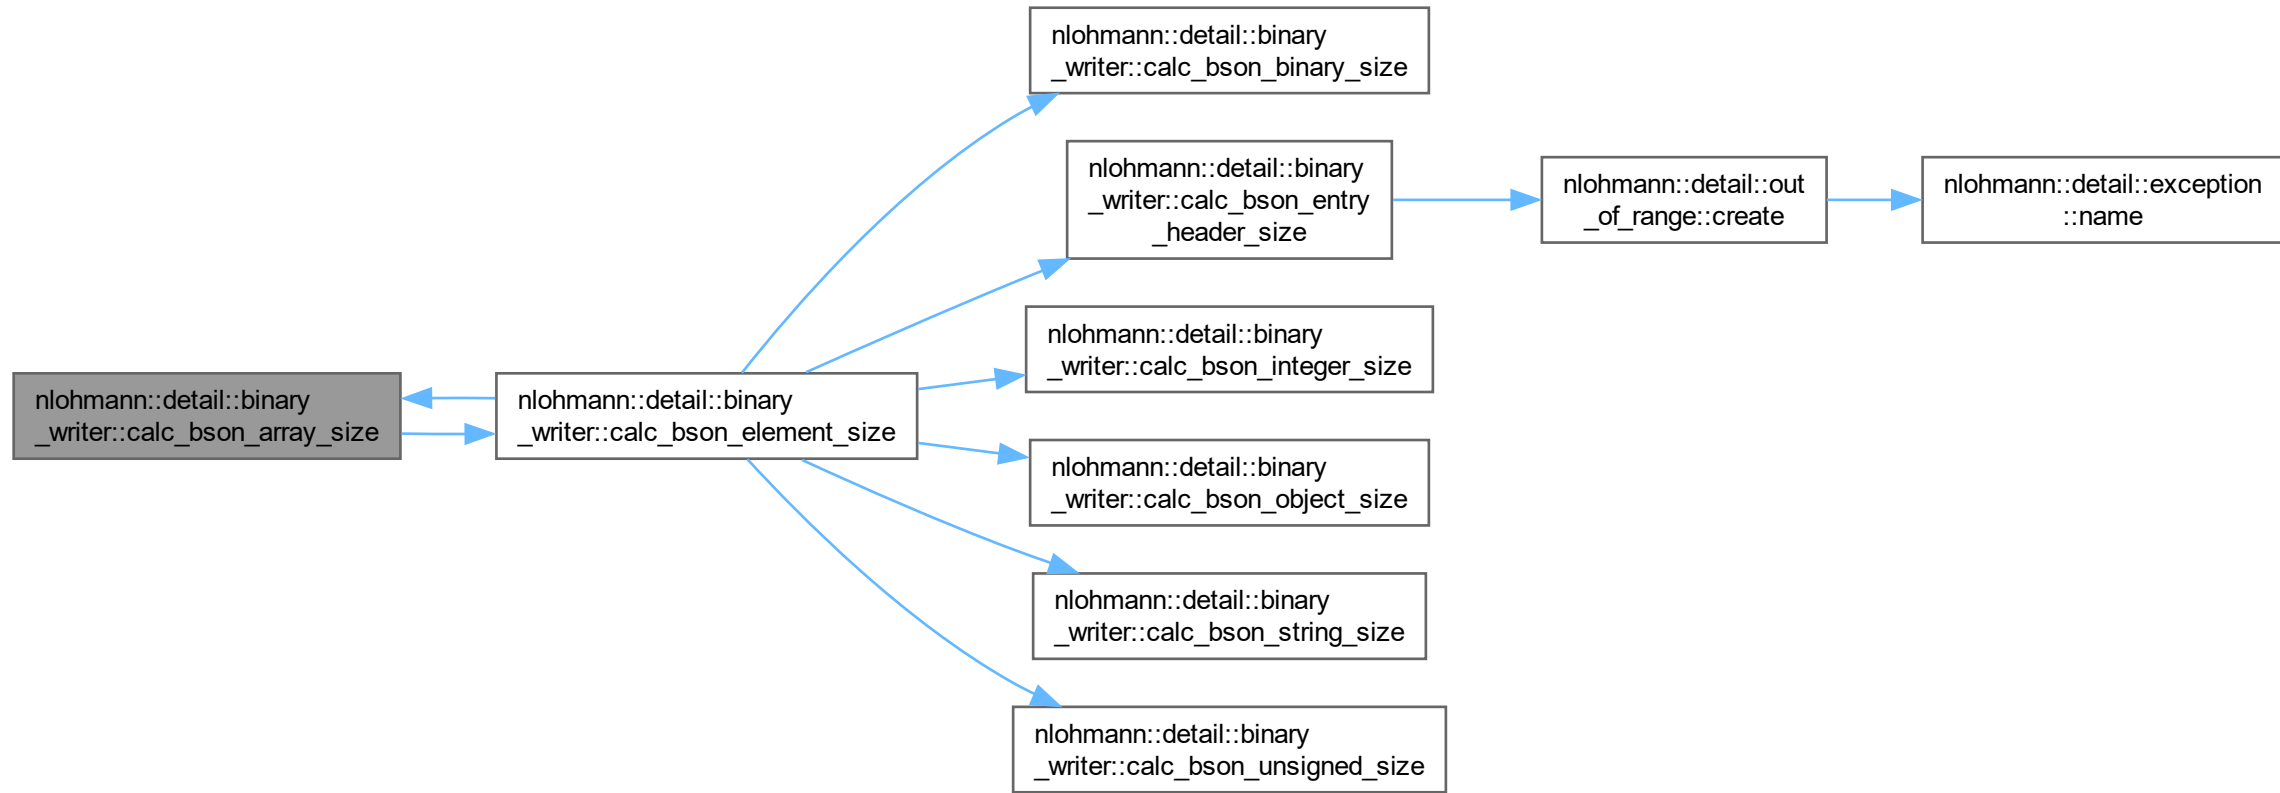 nlohmann::detail::binary
_writer::calc_bson_array_size
nlohmann::detail::binary
_writer::calc_bson_element_size
nlohmann::detail::binary
_writer::calc_bson_binary_size
nlohmann::detail::binary
_writer::calc_bson_entry
_header_size
nlohmann::detail::out
_of_range::create
nlohmann::detail::exception
::name
nlohmann::detail::binary
_writer::calc_bson_integer_size
nlohmann::detail::binary
_writer::calc_bson_object_size
nlohmann::detail::binary
_writer::calc_bson_string_size
nlohmann::detail::binary
_writer::calc_bson_unsigned_size